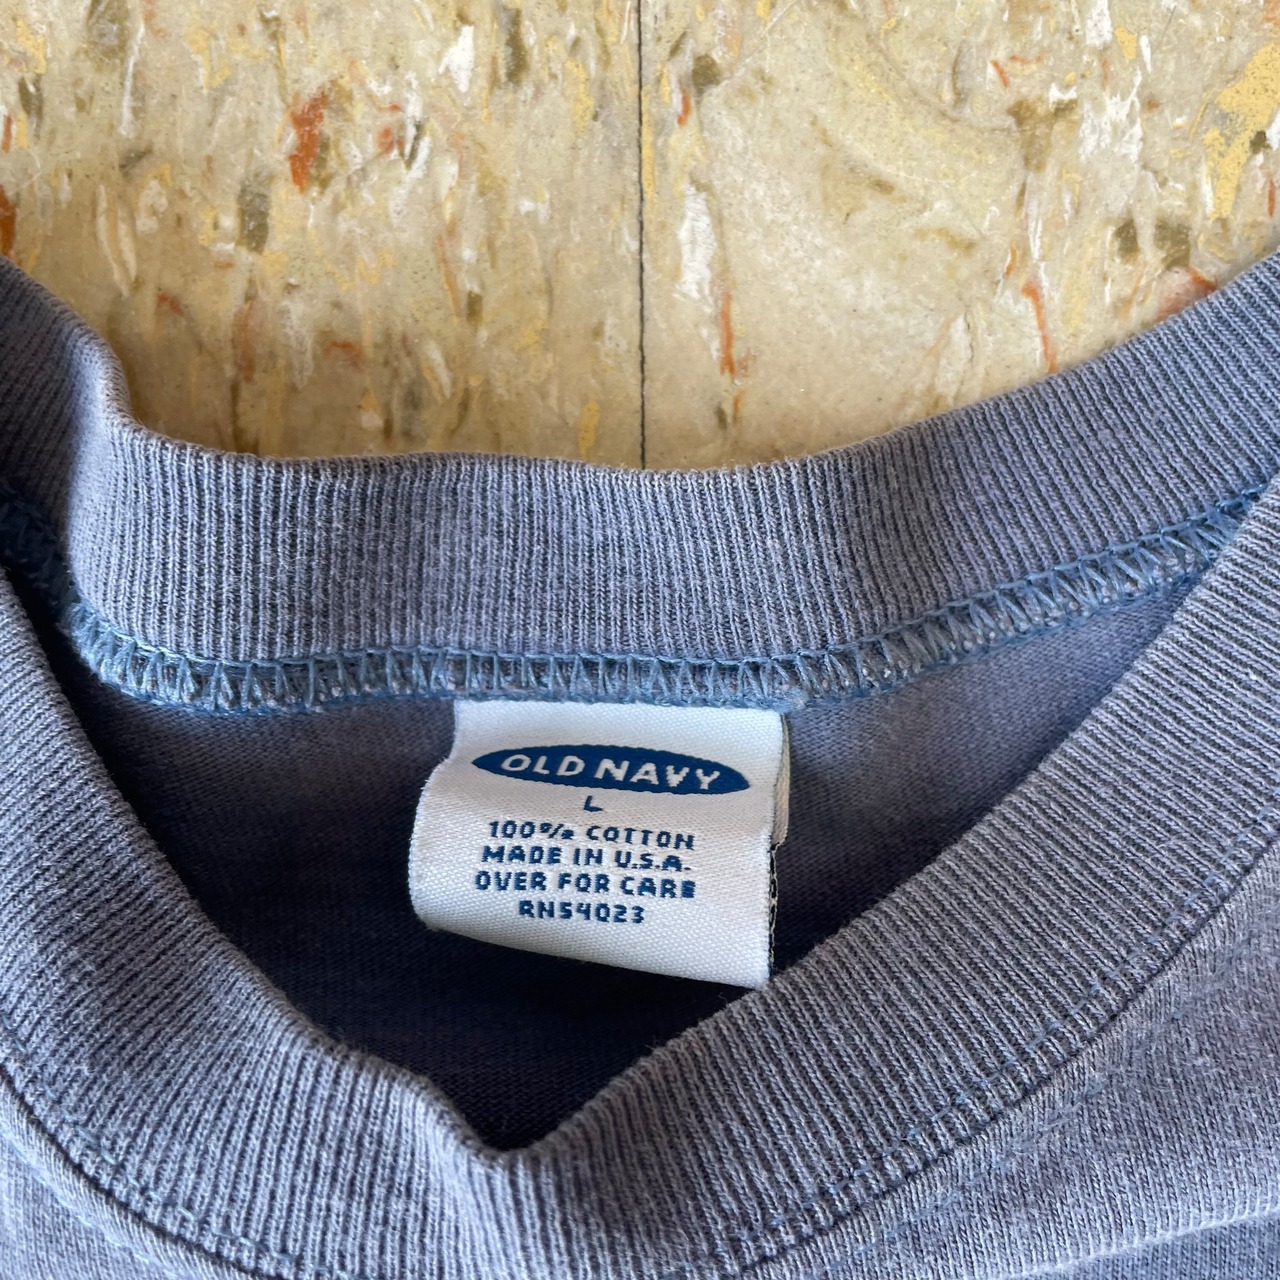 OLD NAVY
L
100% COTTON
MADE IN U.S.A.
OVER FOR CARE
RN54023